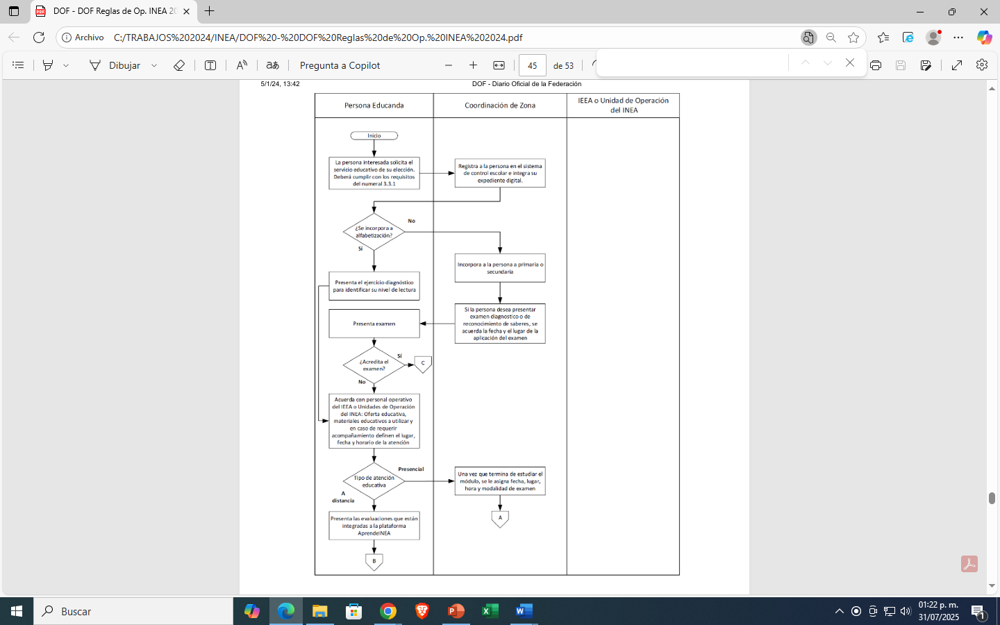 DOF - DOF Reglas de Op. INEA 20
Archivo
C:/TRABAJOS%202024/INEA/DOF%20-%20DOF%20Reglas%20de%20Op.%20INEA%202024.pdf
Dibujar
aあ
Pregunta a Copilot
45
de 53
5/1/24, 13:42
DOF - Diario Oficial de la Federación
Persona Educanda
Coordinación de Zona
IEEA o Unidad de Operación
del INEA
Inicio
La persona interesada solicita el
servicio educativo de su elección.
Deberá cumplir con los requisitos
del numeral 3.3.1
Registra a la persona en el sistema
de control escolar e integra su
expediente digital.
¿Se incorpora a
alfabetización?
No
Sí
Incorpora a la persona a primaria o
secundaria
Presenta el ejercicio diagnóstico
para identificar su nivel de lectura
Si la persona desea presentar
examen diagnostico o de
reconocimiento de saberes, se
acuerda la fecha y el lugar de la
aplicación del examen
Presenta examen
¿Acredita el
examen?
Sí
C
No
Acuerda con personal operativo
del IEEA o Unidades de Operación
del INEA: Oferta educativa,
materiales educativos a utilizar y
en caso de requerir
acompañamiento definen el lugar,
fecha y horario de la atención
Tipo de atención
educativa
Presencial
A
distancia
Una vez que termina de estudiar el
módulo, se le asigna fecha, lugar,
hora y modalidad de examen
A
Presenta las evaluaciones que están
integradas a la plataforma
AprendeINEA
B
Buscar
01:22 p. m.
31/07/2025
1